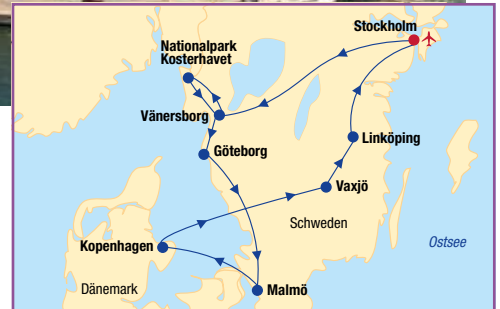 Stockholm
Nationalpark
Kosterhavet
Vänersborg
Göteborg
Linköping
Vaxjö
Schweden
Kopenhagen
Ostsee
Dänemark
Malmö